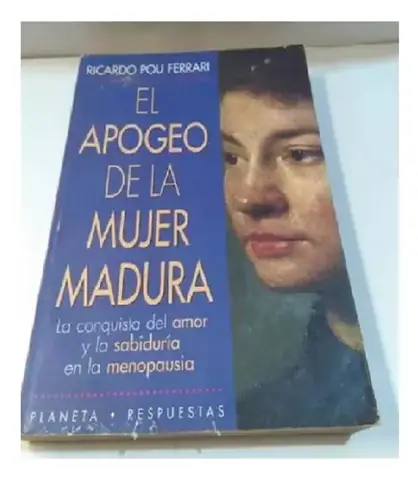 RICARDO POU FERRARI
EL
APOGEO
DE LA
MUJER
MADURA
La conquista del amor
y la sabiduría
en la menopausia
PLANETA • RESPUESTAS